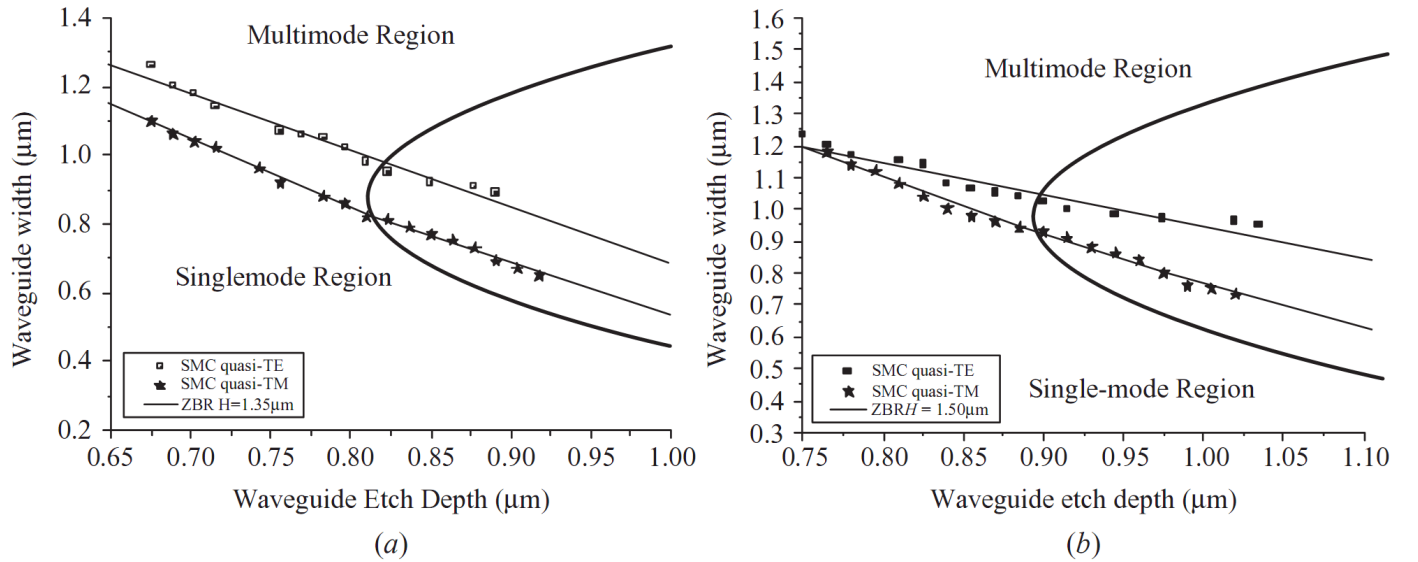 1.4
1.2
1.0
0.8
0.6
0.4
0.2
Waveguide width (μm)
Multimode Region
Singlemode Region
SMC quasi-TE
SMC quasi-TM
ZBR H=1.35μm
0.65 0.70 0.75 0.80 0.85 0.90 0.95 1.00
Waveguide Etch Depth (μm)
(a)
1.6
1.5
1.4
1.3
1.2
1.1
1.0
0.9
0.8
0.7
0.6
0.5
0.4
0.3
Waveguide width (μm)
Multimode Region
Single-mode Region
SMC quasi-TE
SMC quasi-TM
ZBRH = 1.50μm
0.75 0.80 0.85 0.90 0.95 1.00 1.05 1.10
Waveguide etch depth (μm)
(b)